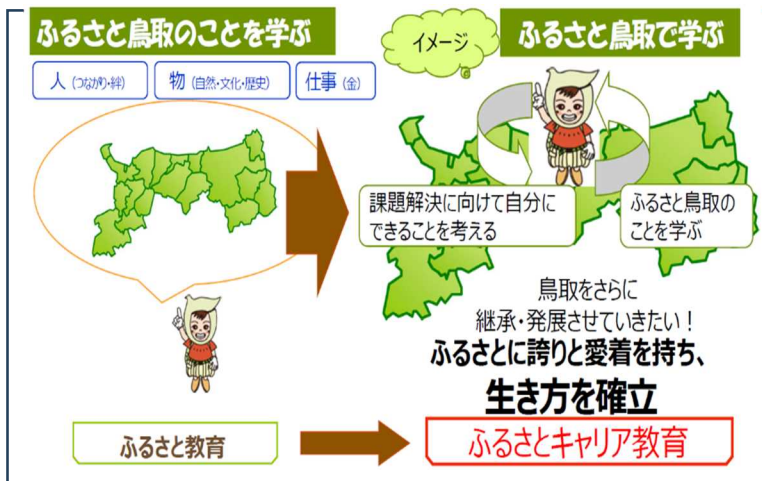 ふるさと鳥取のことを学ぶ
人（つながり・絆）
物（自然・文化・歴史）
仕事（金）
イメージ
ふるさと鳥取で学ぶ
課題解決に向けて自分に
できることを考える
ふるさと鳥取の
ことを学ぶ
鳥取をさらに
継承・発展させていきたい！
ふるさとに誇りと愛着を持ち、
生き方を確立
ふるさと教育
ふるさとキャリア教育